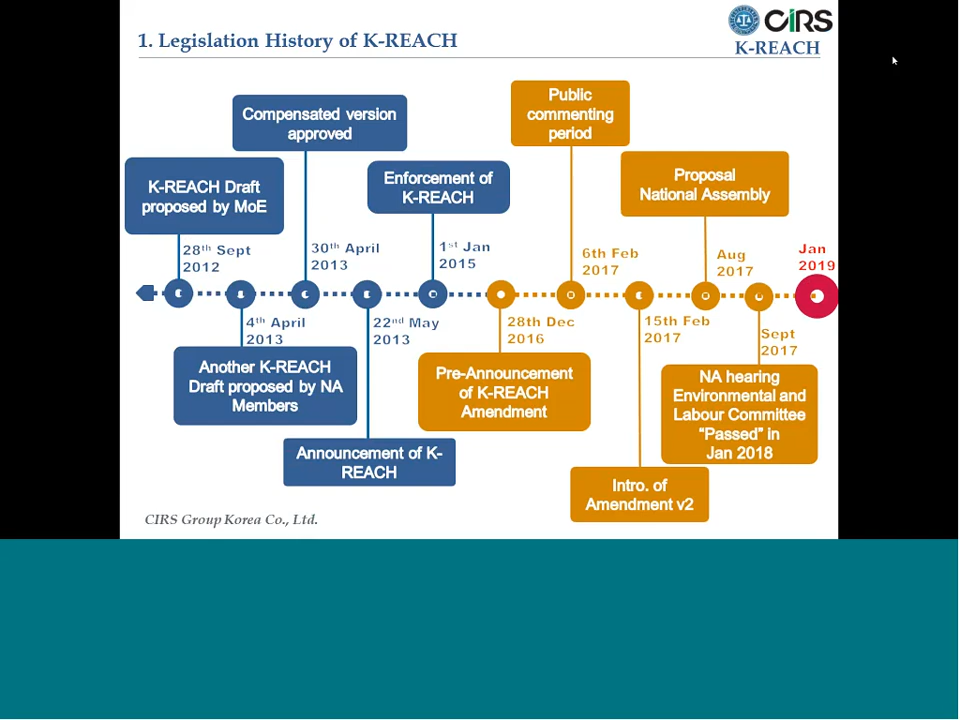 1. Legislation History of K-REACH
CIRS
K-REACH
Compensated version
approved
Public
commenting
period
K-REACH Draft
proposed by MoE
Enforcement of
K-REACH
Proposal
National Assembly
28th Sept
2012
30th April
2013
1st Jan
2015
6th Feb
2017
Aug
2017
Jan
2019
4th April
2013
22nd May
2013
28th Dec
2016
15th Feb
2017
Sept
2017
Another K-REACH
Draft proposed by NA
Members
Pre-Announcement
of K-REACH
Amendment
NA hearing
Environmental and
Labour Committee
“Passed” in
Jan 2018
Announcement of K-
REACH
Intro. of
Amendment v2
CIRS Group Korea Co., Ltd.